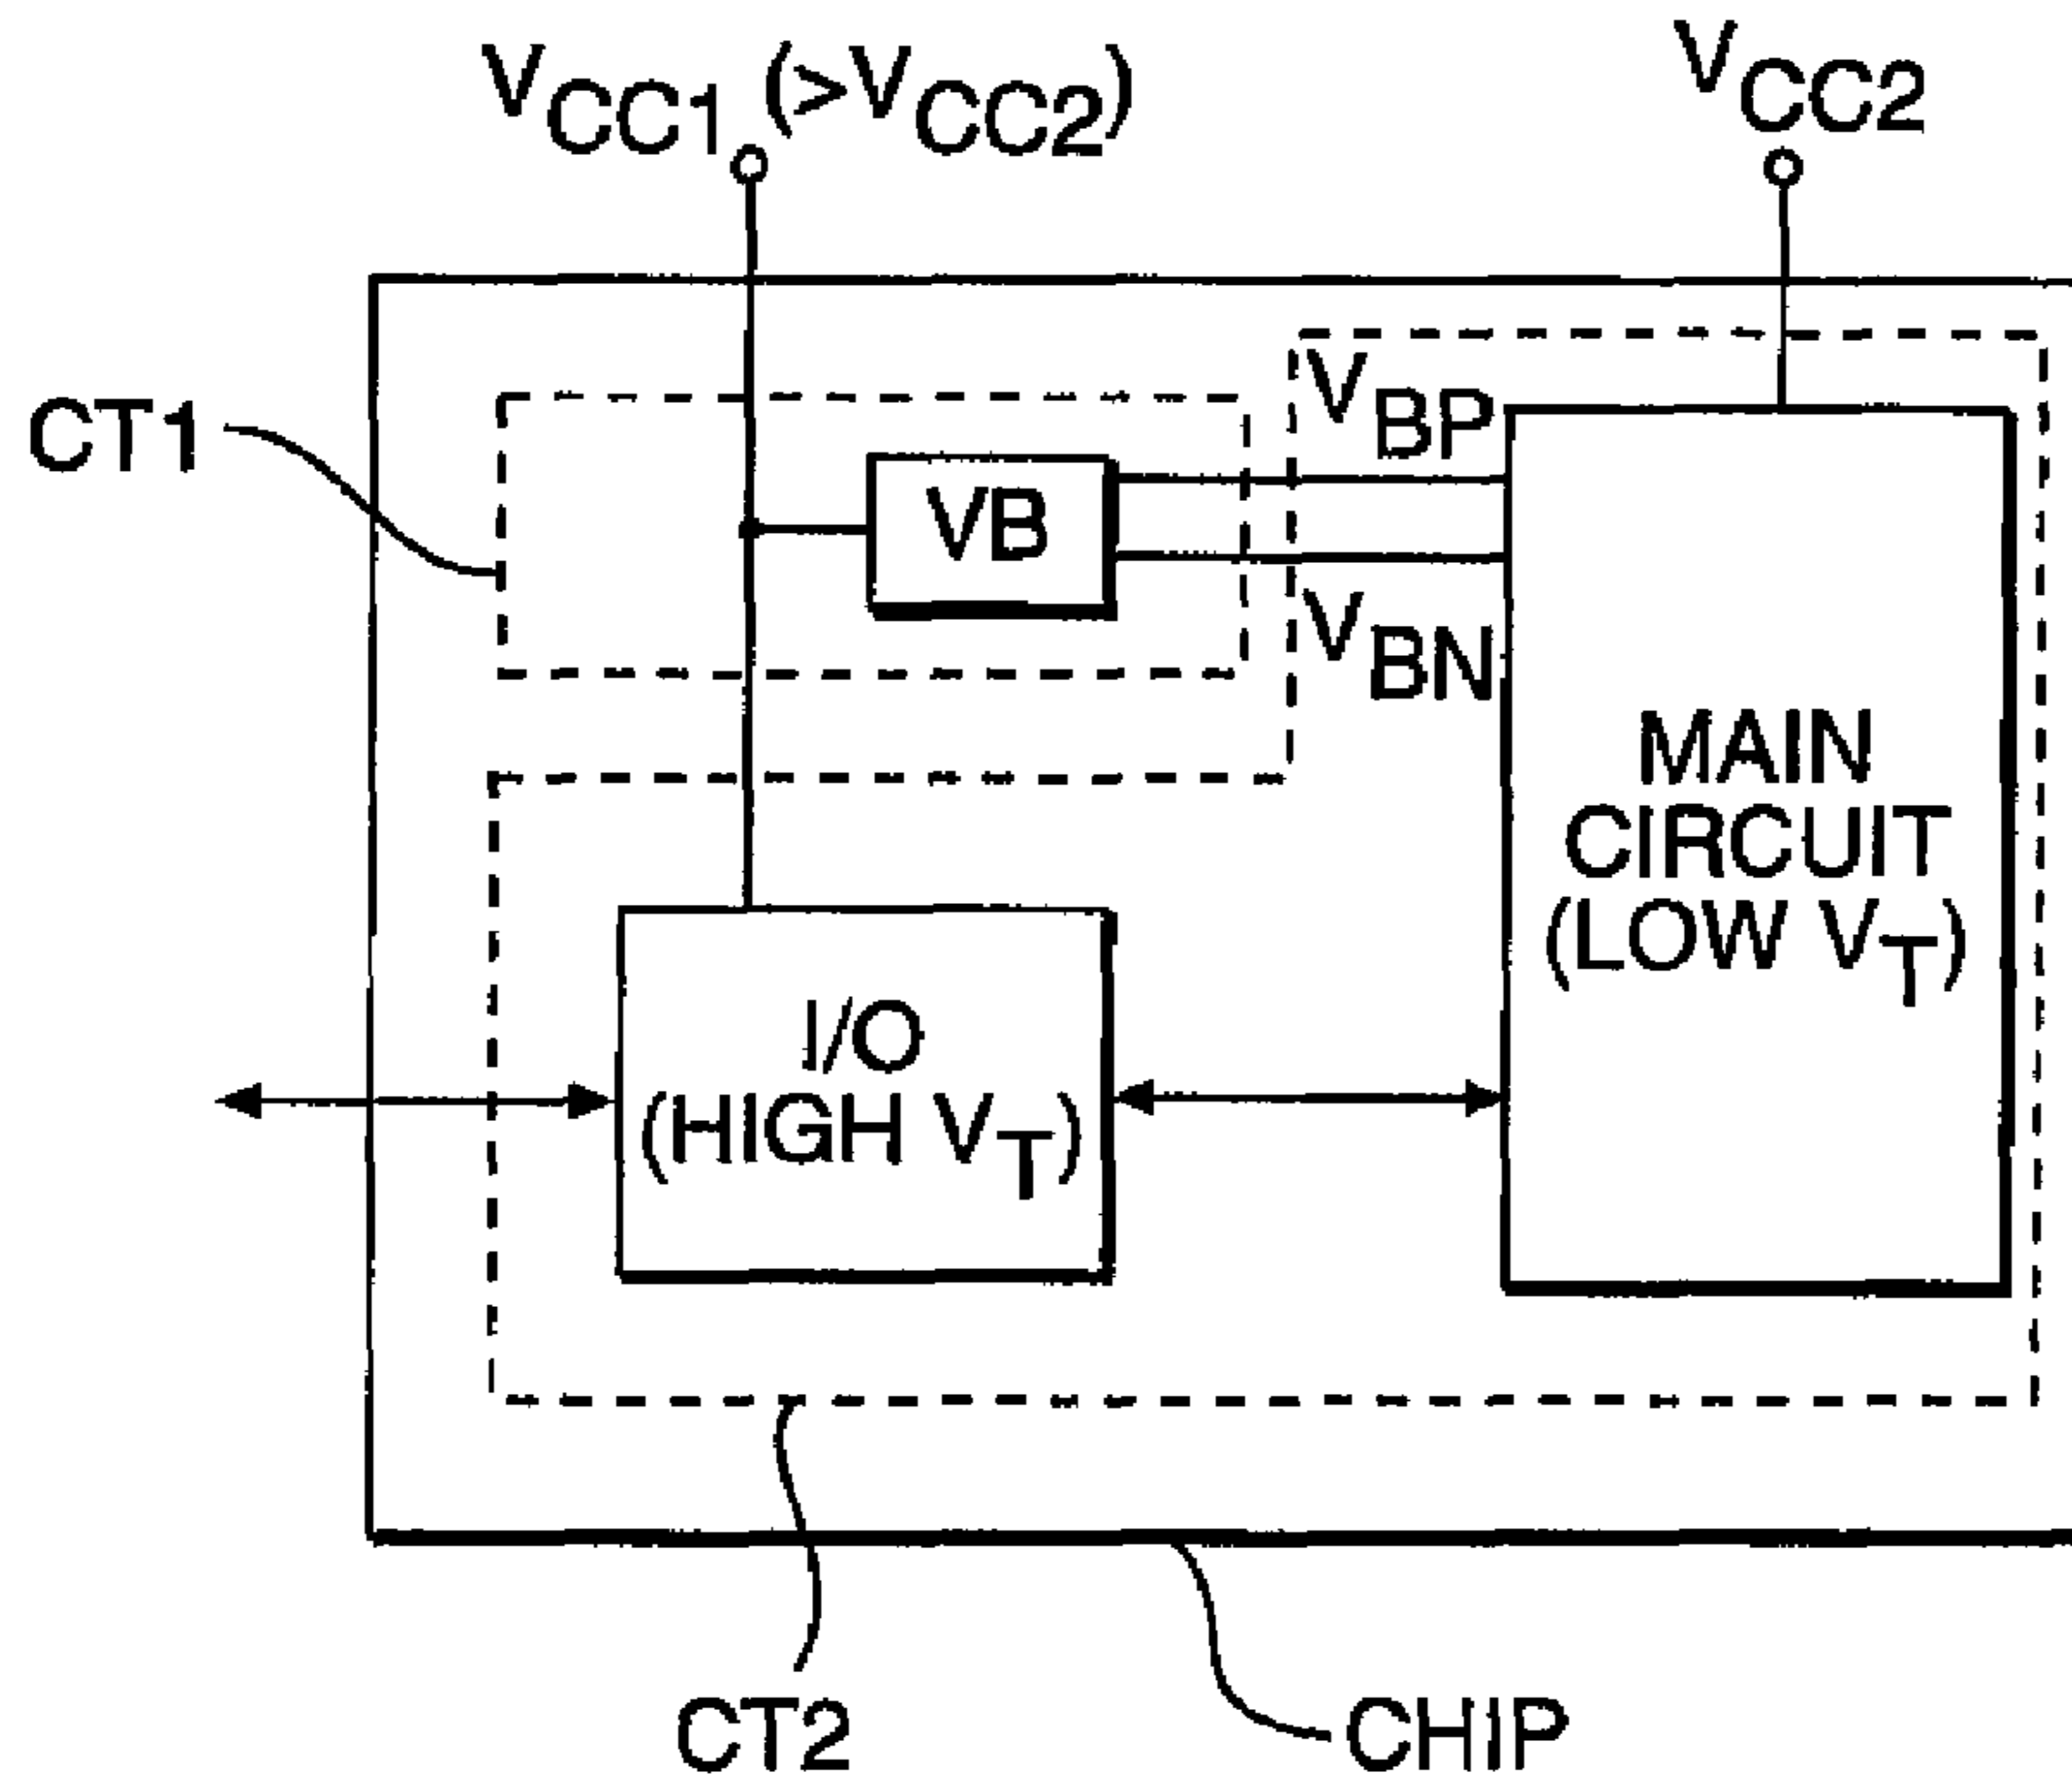 VCC1 (>VCC2)
VCC2
CT1
VBP
VB
VBN
MAIN
CIRCUIT
(LOW VT)
I/O
(HIGH VT)
CT2
CHIP